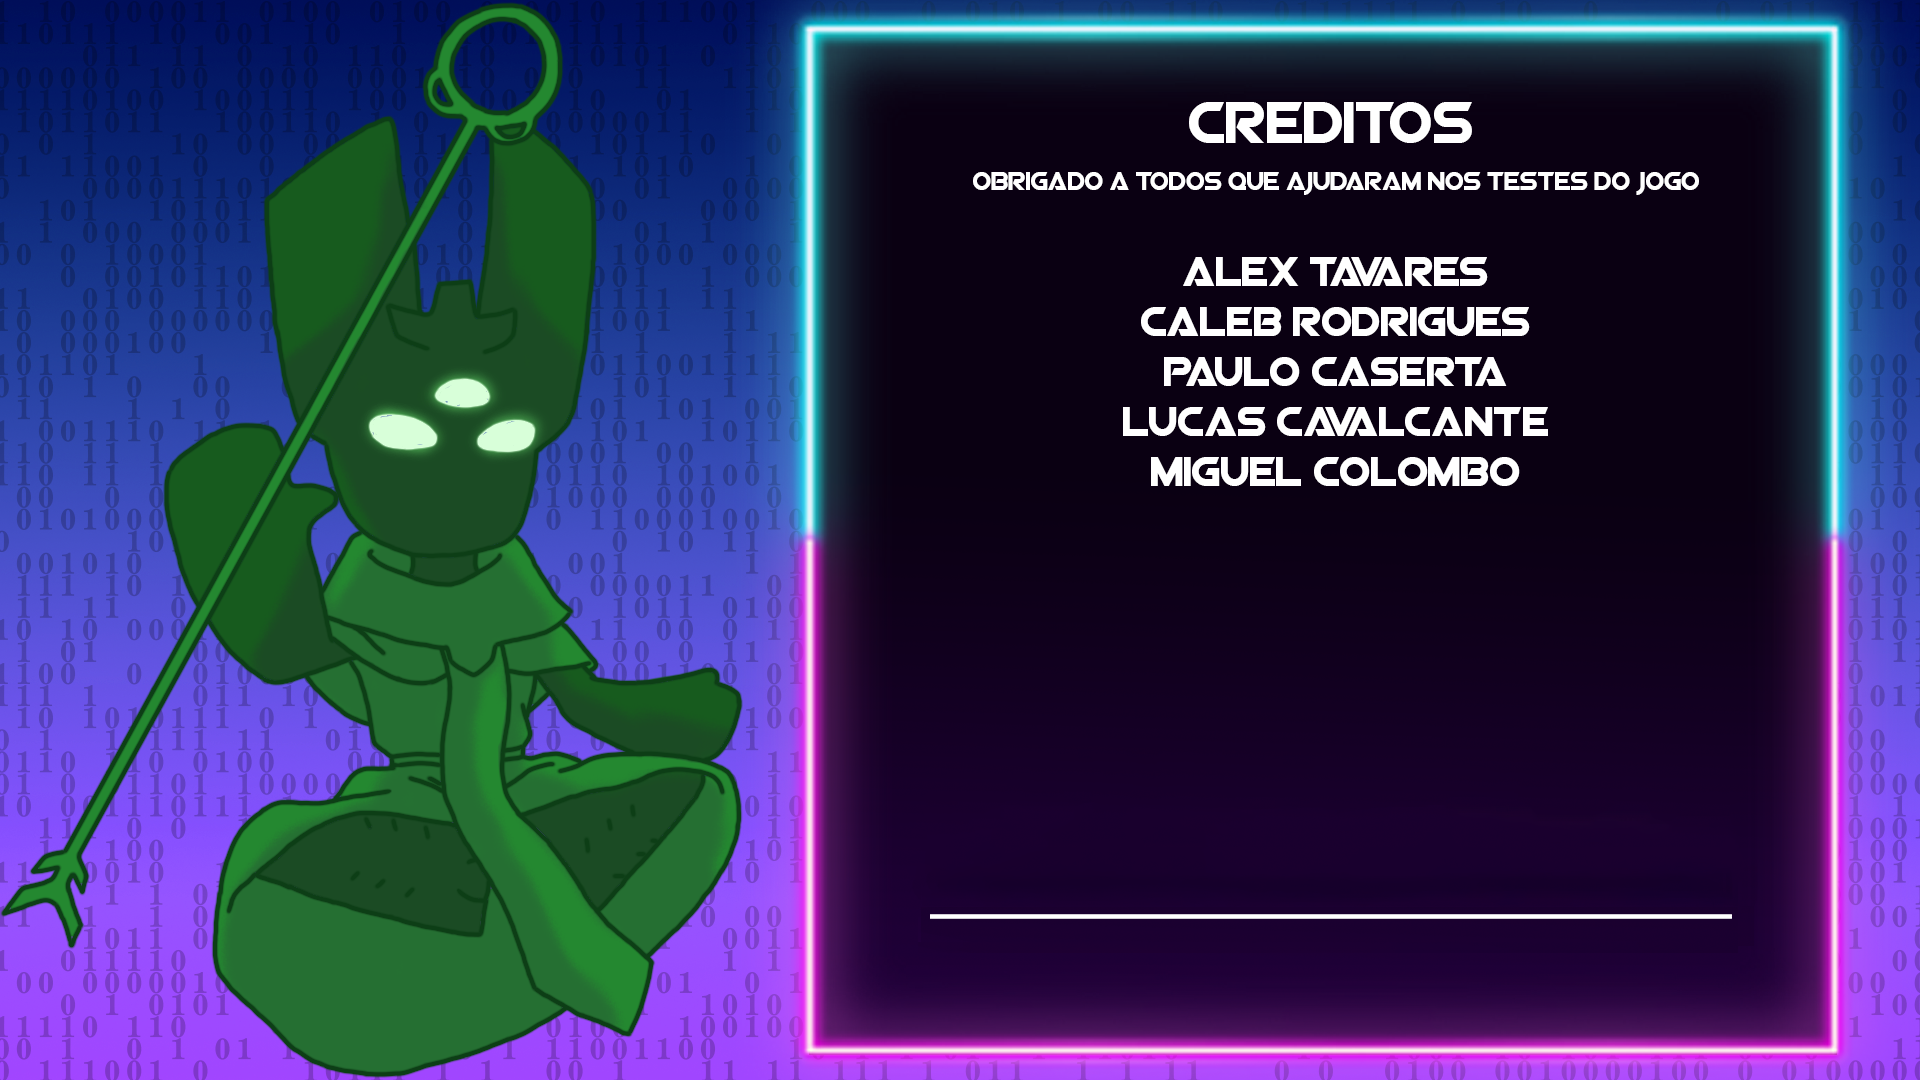 CREDITOS
OBRIGADO A TODOS QUE AJUDARAM NOS TESTES DO JOGO
ALEX TAVARES
CALEB RODRIGUES
PAULO CASERTA
LUCAS CAVALCANTE
MIGUEL COLOMBO